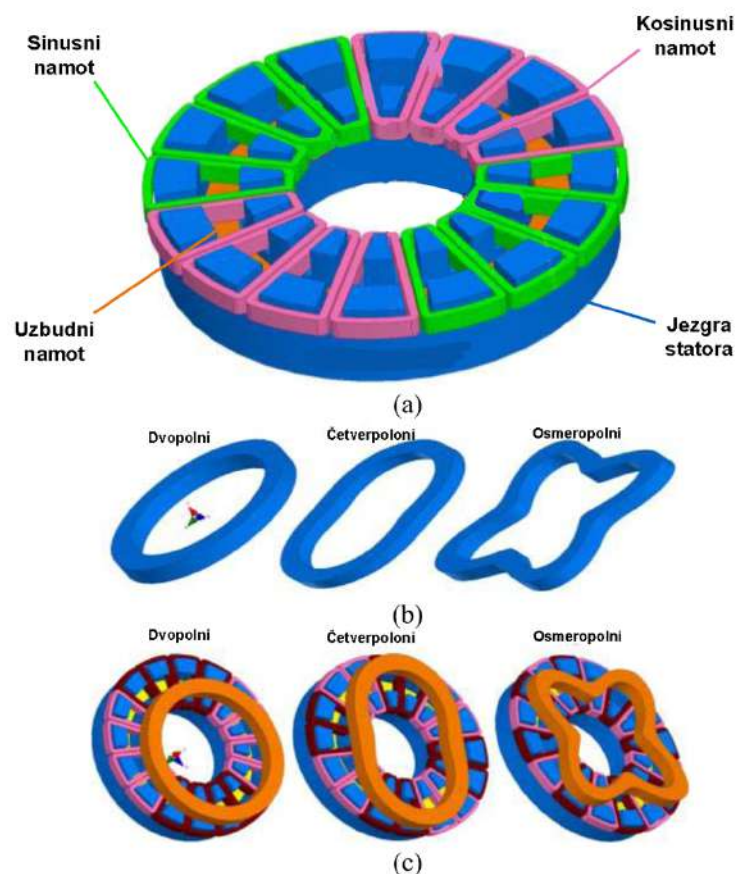 Sinusni
namot
Kosinusni
namot
Uzbudni
namot
Jezgra
statora
(a)
Dvopolni
Četverpoloni
Osmeropolni
(b)
Dvopolni
Četverpoloni
Osmeropolni
(c)